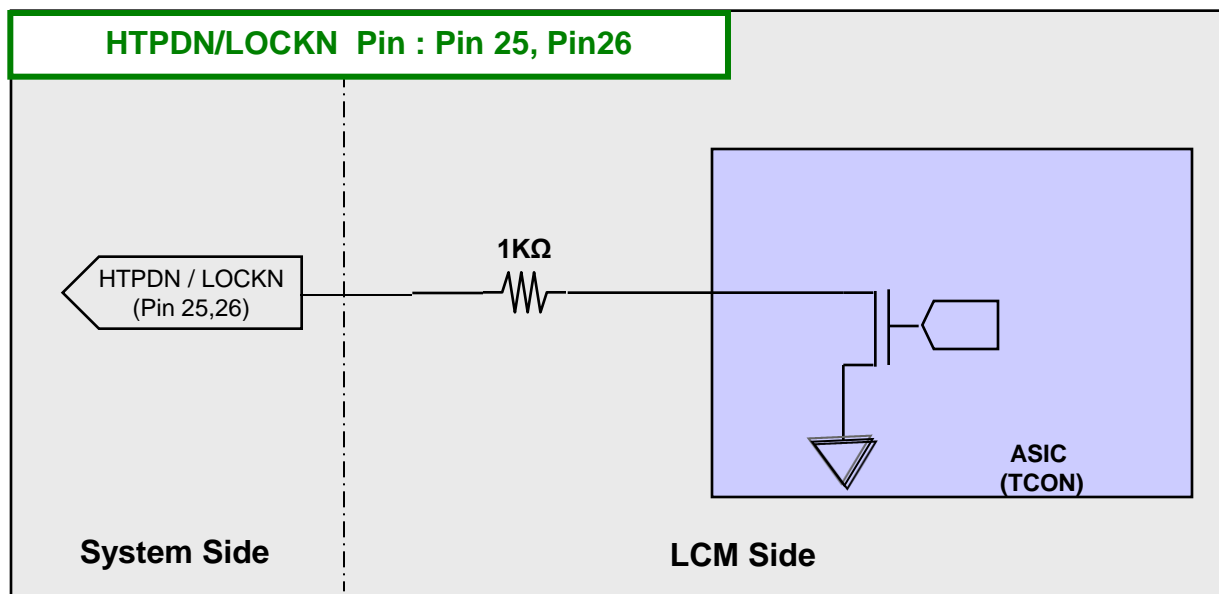 HTPDN/LOCKN Pin : Pin 25, Pin26
1KΩ
HTPDN / LOCKN
(Pin 25,26)
ASIC
(TCON)
System Side
LCM Side